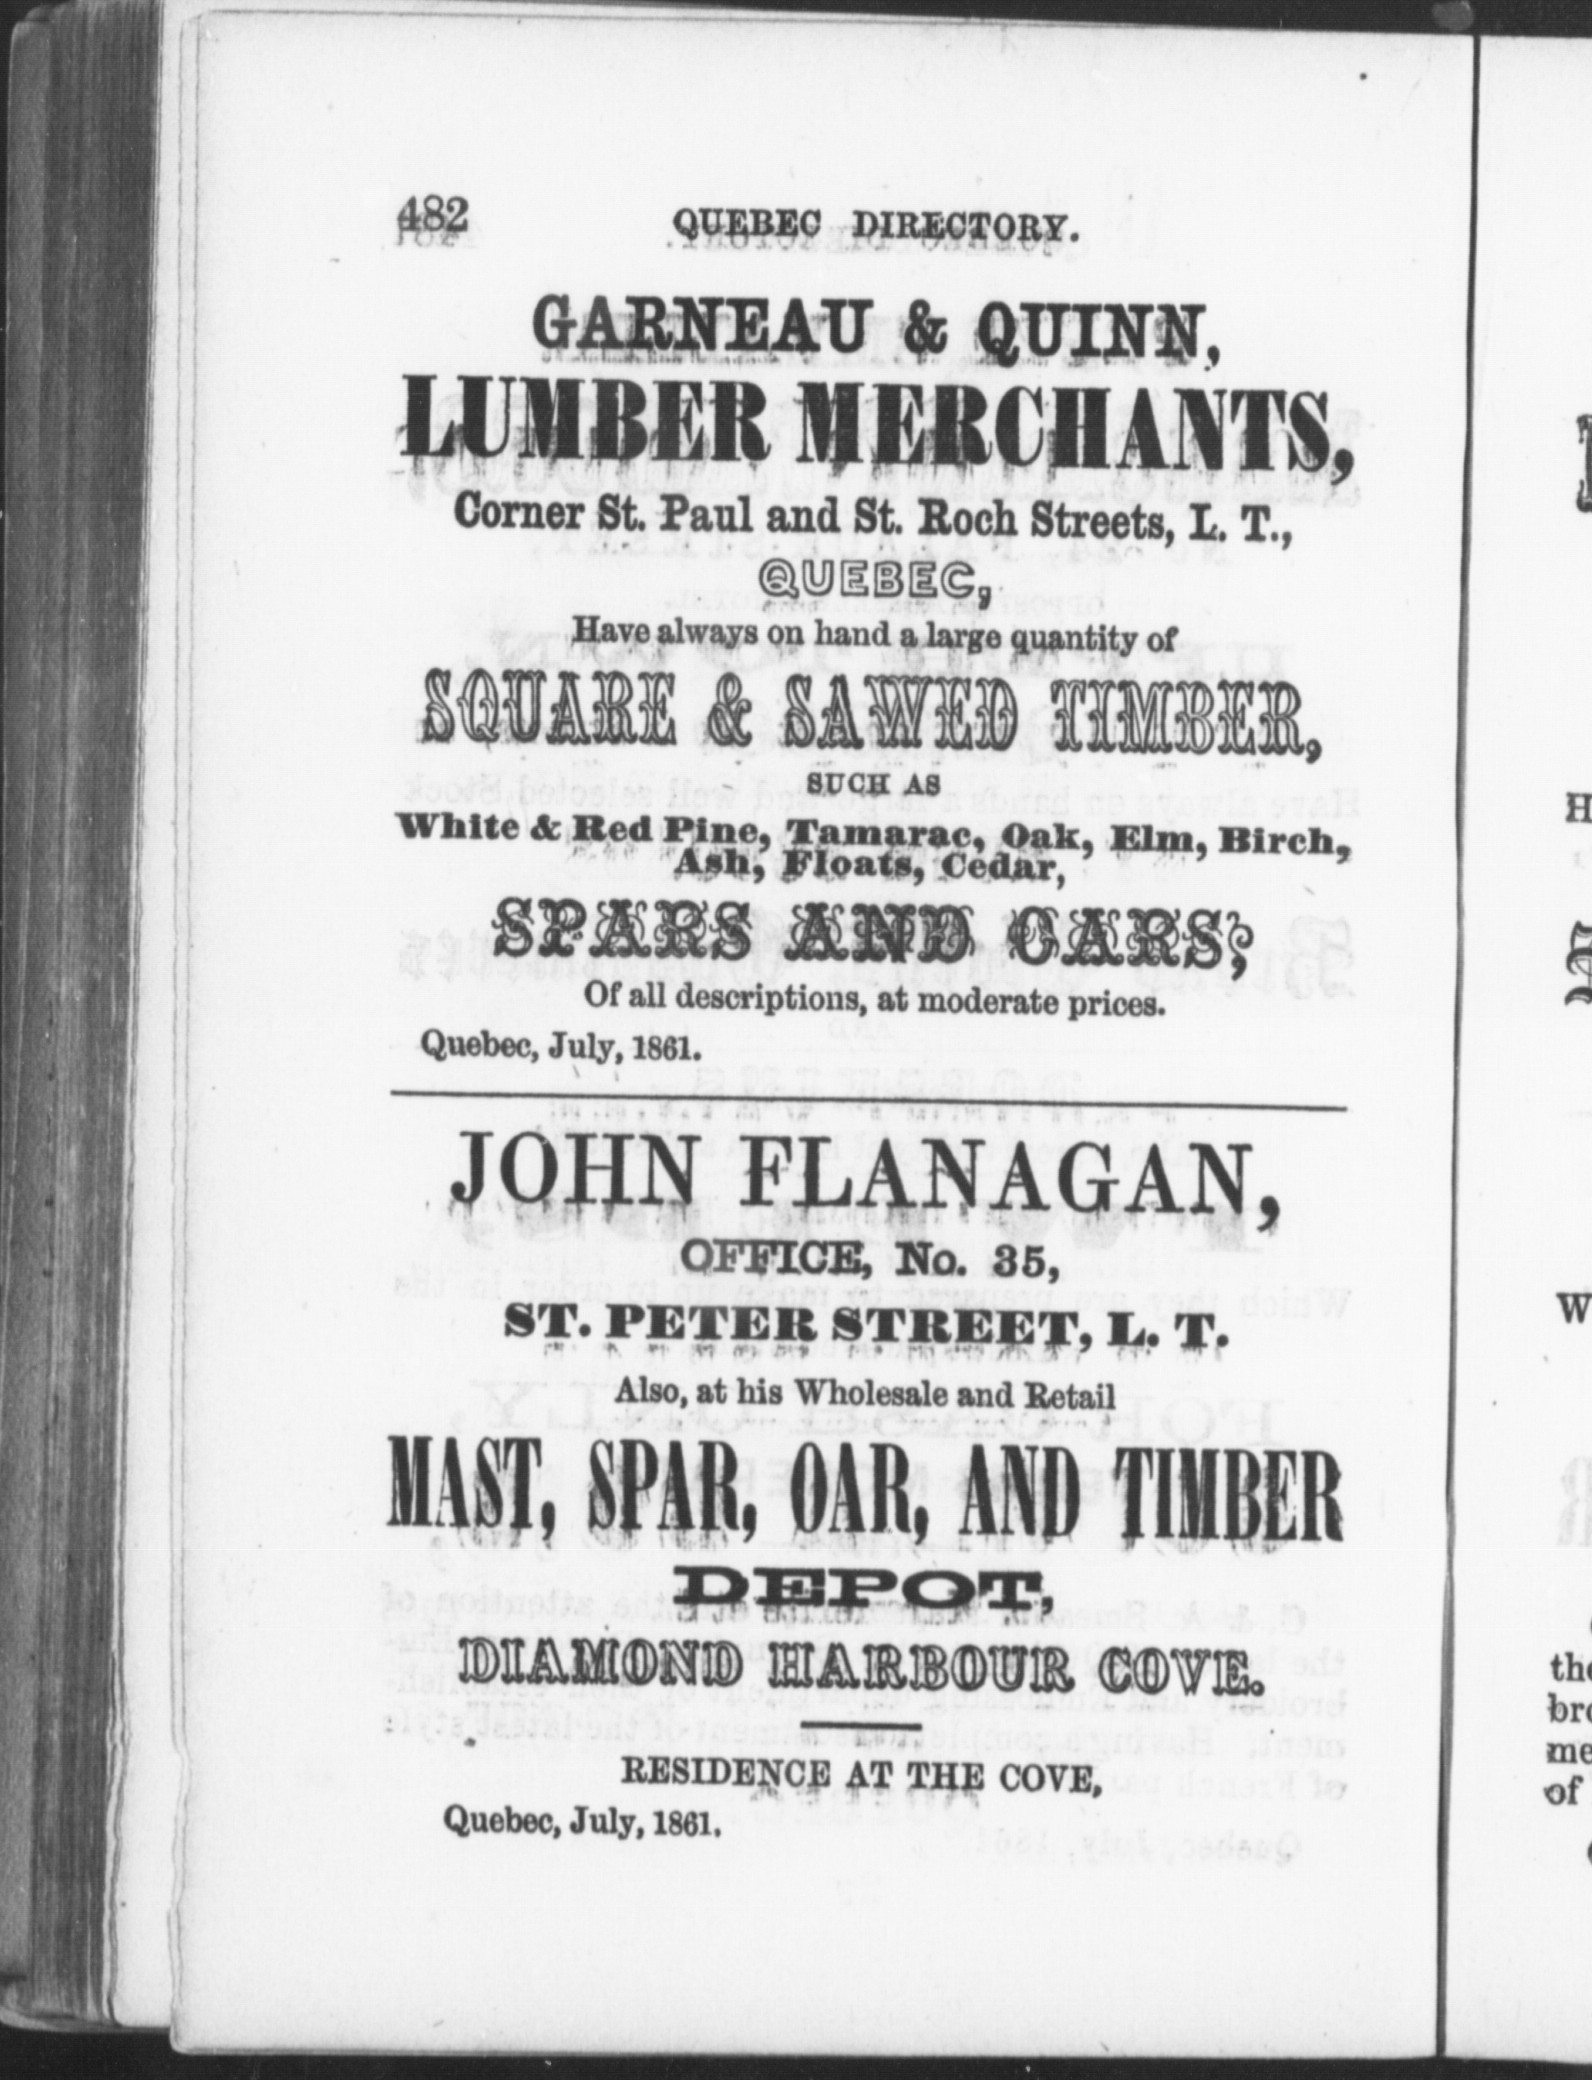 482 QUEBEC DIRECTORY.
GARNEAU & QUINN,
LUMBER MERCHANTS,
Corner St. Paul and St. Roch Streets, L. T.,
QUEBEC,
Have always on hand a large quantity of
SQUARE & SAWED TIMBER,
SUCH AS
White & Red Pine, Tamarac, Oak, Elm, Birch,
Ash, Floats, Cedar,
SPARS AND OARS,
Of all descriptions, at moderate prices.
Quebec, July, 1861.
JOHN FLANAGAN,
OFFICE, No. 35,
ST. PETER STREET, L. T.
Also, at his Wholesale and Retail
MAST, SPAR, OAR, AND TIMBER
DEPOT,
DIAMOND HARBOUR COVE.
RESIDENCE AT THE COVE,
Quebec, July, 1861.
of